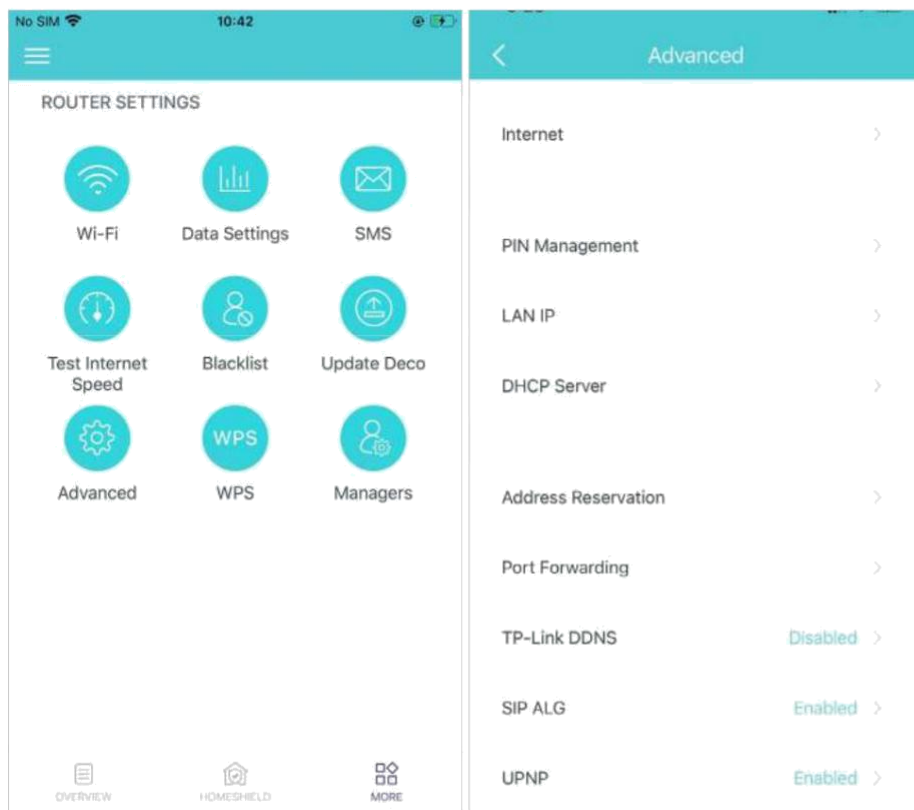 No SIM 10:42
ROUTER SETTINGS
Wi-Fi Data Settings SMS
Test Internet Speed Blacklist Update Deco
WPS
Advanced WPS Managers
OVERVIEW HOMESHIELD MORE
Advanced
Internet
PIN Management
LAN IP
DHCP Server
Address Reservation
Port Forwarding
TP-Link DDNS Disabled
SIP ALG Enabled
UPNP Enabled